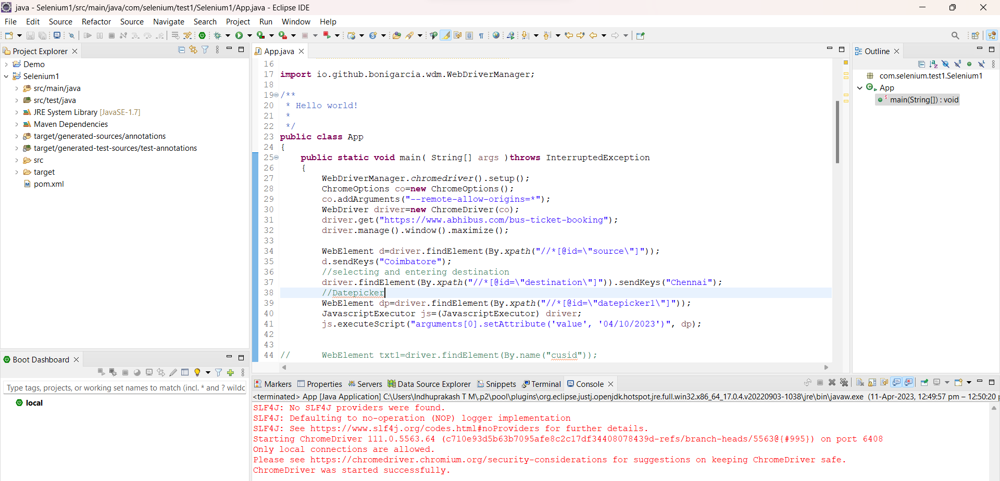 java - Selenium1/src/main/java/com/selenium/test1/Selenium1/App.java - Eclipse IDE
File Edit Source Refactor Source Navigate Search Project Run Window Help
Project Explorer
Demo
Selenium1
src/main/java
src/test/java
JRE System Library [JavaSE-1.7]
Maven Dependencies
target/generated-sources/annotations
target/generated-test-sources/test-annotations
src
target
pom.xml
Boot Dashboard
Type tags, projects, or working set names to match (incl. * and ? wildc
local
App.java
16
17 import io.github.bonigarcia.wdm.WebDriverManager;
18
19 /**
20  * Hello world!
21  *
22  */
23 public class App
24 {
25     public static void main( String[] args )throws InterruptedException
26     {
27         WebDriverManager.chromedriver().setup();
28         ChromeOptions co=new ChromeOptions();
29         co.addArguments("--remote-allow-origins=*");
30         WebDriver driver=new ChromeDriver(co);
31         driver.get("https://www.abhibus.com/bus-ticket-booking");
32         driver.manage().window().maximize();
33
34         WebElement d=driver.findElement(By.xpath("//*[@id=\"source\"]"));
35         d.sendKeys("Coimbatore");
36         //selecting and entering destination
37         driver.findElement(By.xpath("//*[@id=\"destination\"]")).sendKeys("Chennai");
38         //Datepicker
39         WebElement dp=driver.findElement(By.xpath("//*[@id=\"datepicker1\"]"));
40         JavascriptExecutor js=(JavascriptExecutor) driver;
41         js.executeScript("arguments[0].setAttribute('value', '04/10/2023')", dp);
42
43
44 //      WebElement txt1=driver.findElement(By.name("cusid"));
Outline
com.selenium.test1.Selenium1
App
main(String[]) : void
Markers Properties Servers Data Source Explorer Snippets Terminal Console
<terminated> App [Java Application] C:\Users\Indhuprakash T M\.p2\pool\plugins\org.eclipse.justj.openjdk.hotspot.jre.full.win32.x86_64_17.0.4.v20220903-1038\jre\bin\javaw.exe (11-Apr-2023, 12:49:57 pm – 12:50:20
SLF4J: No SLF4J providers were found.
SLF4J: Defaulting to no-operation (NOP) logger implementation
SLF4J: See https://www.slf4j.org/codes.html#noProviders for further details.
Starting ChromeDriver 111.0.5563.64 (c710e93d5b63b7095afe8c2c17df34408078439d-refs/branch-heads/5563@{#995}) on port 6408
Only local connections are allowed.
Please see https://chromedriver.chromium.org/security-considerations for suggestions on keeping ChromeDriver safe.
ChromeDriver was started successfully.